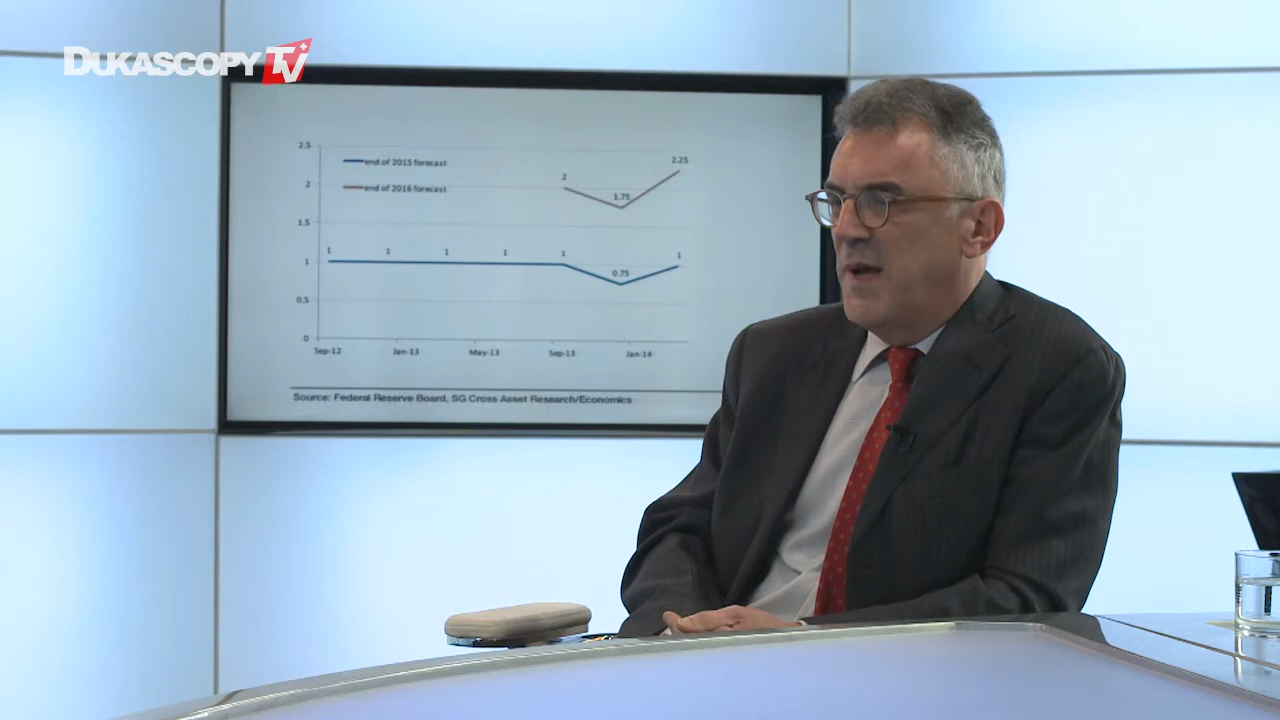 DUKASCOPY TV
2.5
end of 2015 forecast
2.25
2
end of 2016 forecast
2
1.75
1.5
1
1
1
1
1
1
0.75
1
0.5
0
Sep-12
Jan-13
May-13
Sep-13
Jan-14
Source: Federal Reserve Board, SG Cross Asset Research/Economics